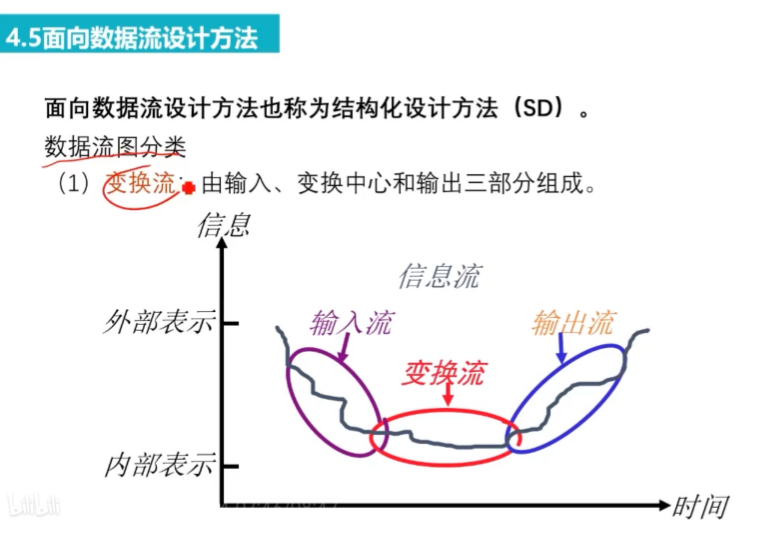 4.5面向数据流设计方法
面向数据流设计方法也称为结构化设计方法（SD）。
数据流图分类
（1）变换流：由输入、变换中心和输出三部分组成。
信息
信息流
外部表示
输入流
输出流
变换流
内部表示
时间
bilibili